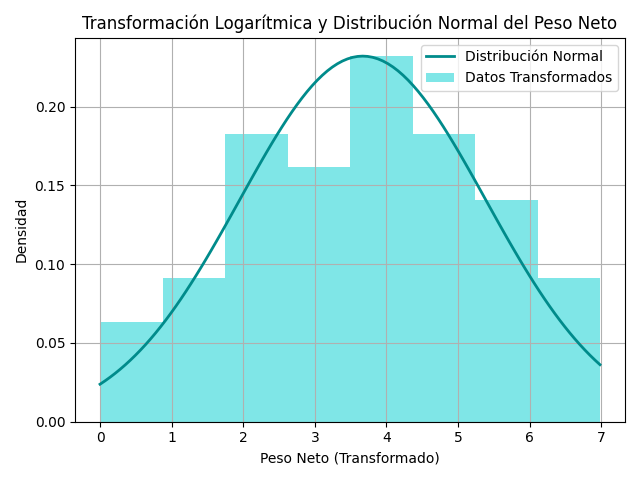 Transformación Logarítmica y Distribución Normal del Peso Neto
Distribución Normal
Datos Transformados
Densidad
0.20
0.15
0.10
0.05
0.00
0 1 2 3 4 5 6 7
Peso Neto (Transformado)